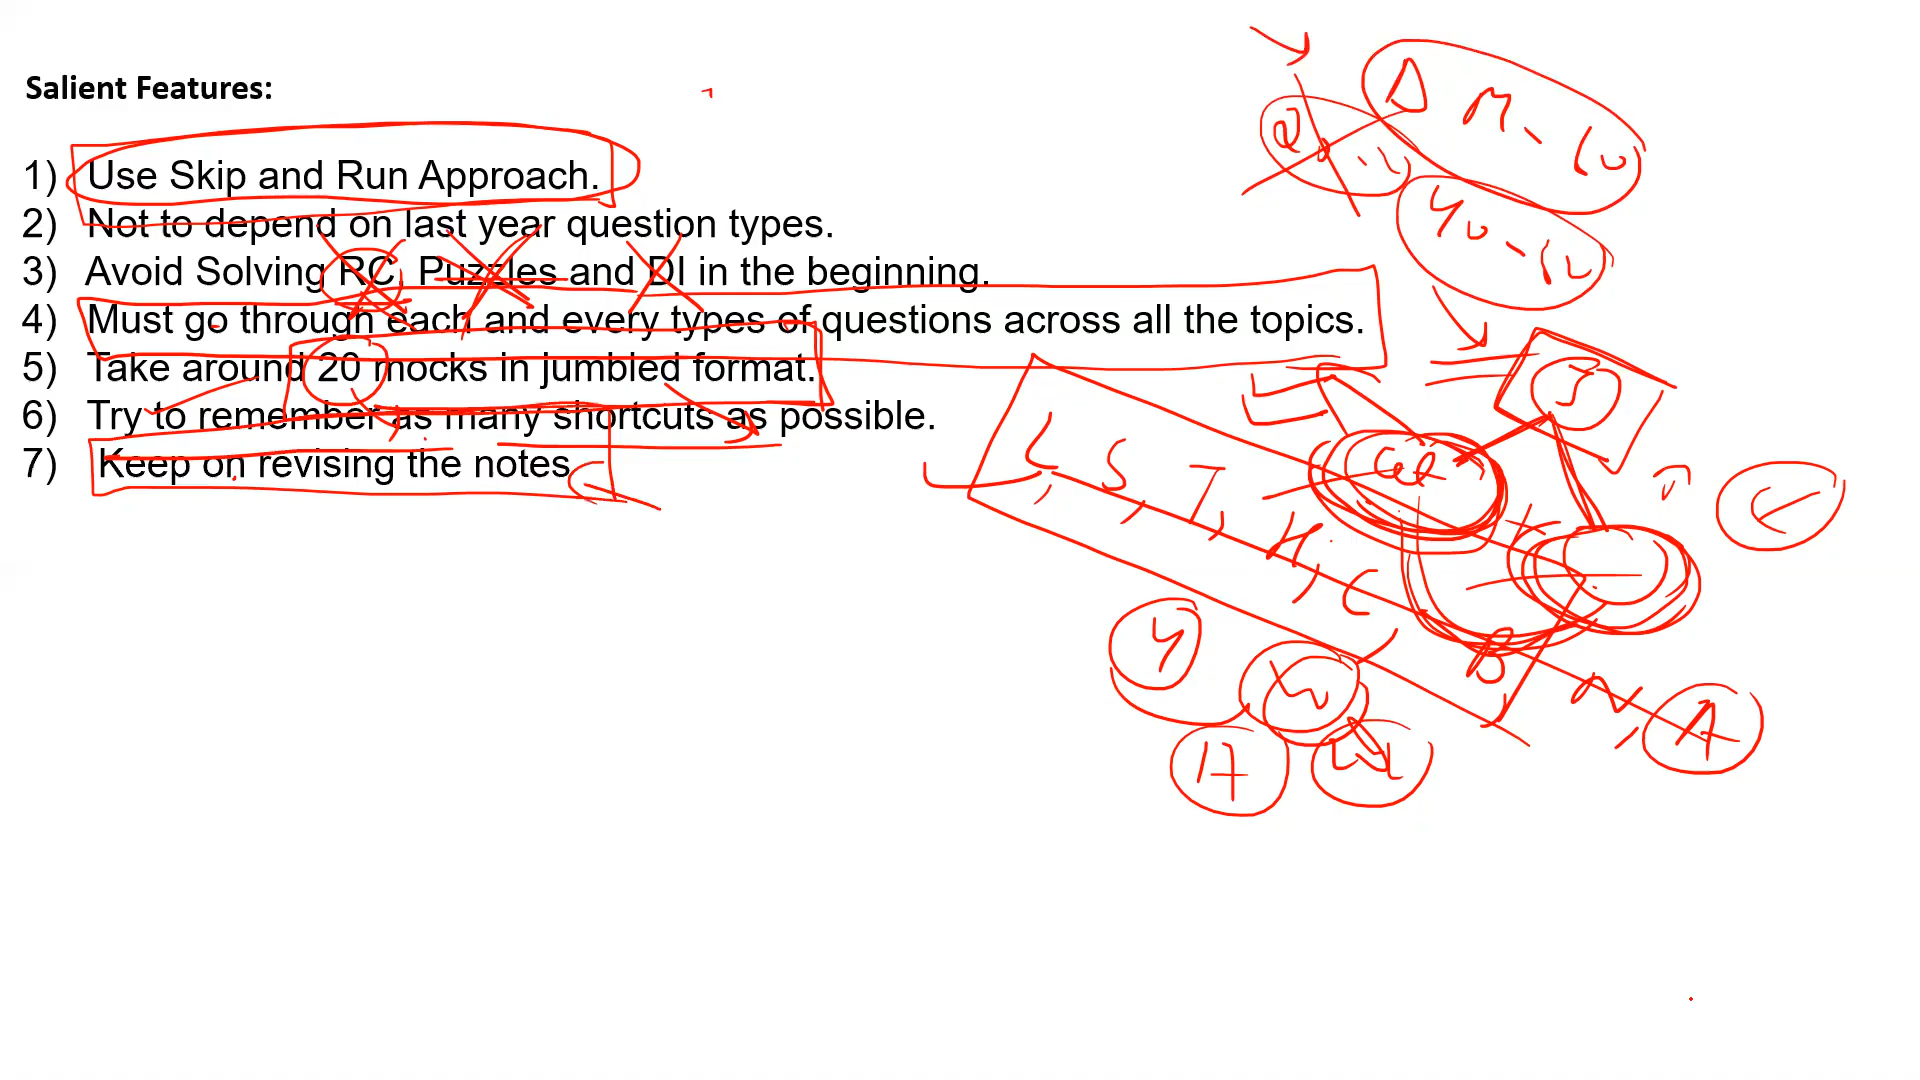 Salient Features:
1) Use Skip and Run Approach.
2) Not to depend on last year question types.
3) Avoid Solving RC, Puzzles and DI in the beginning.
4) Must go through each and every types of questions across all the topics.
5) Take around 20 mocks in jumbled format.
6) Try to remember as many shortcuts as possible.
7) Keep on revising the notes
M-
L, S, T, H, C
B
N, A